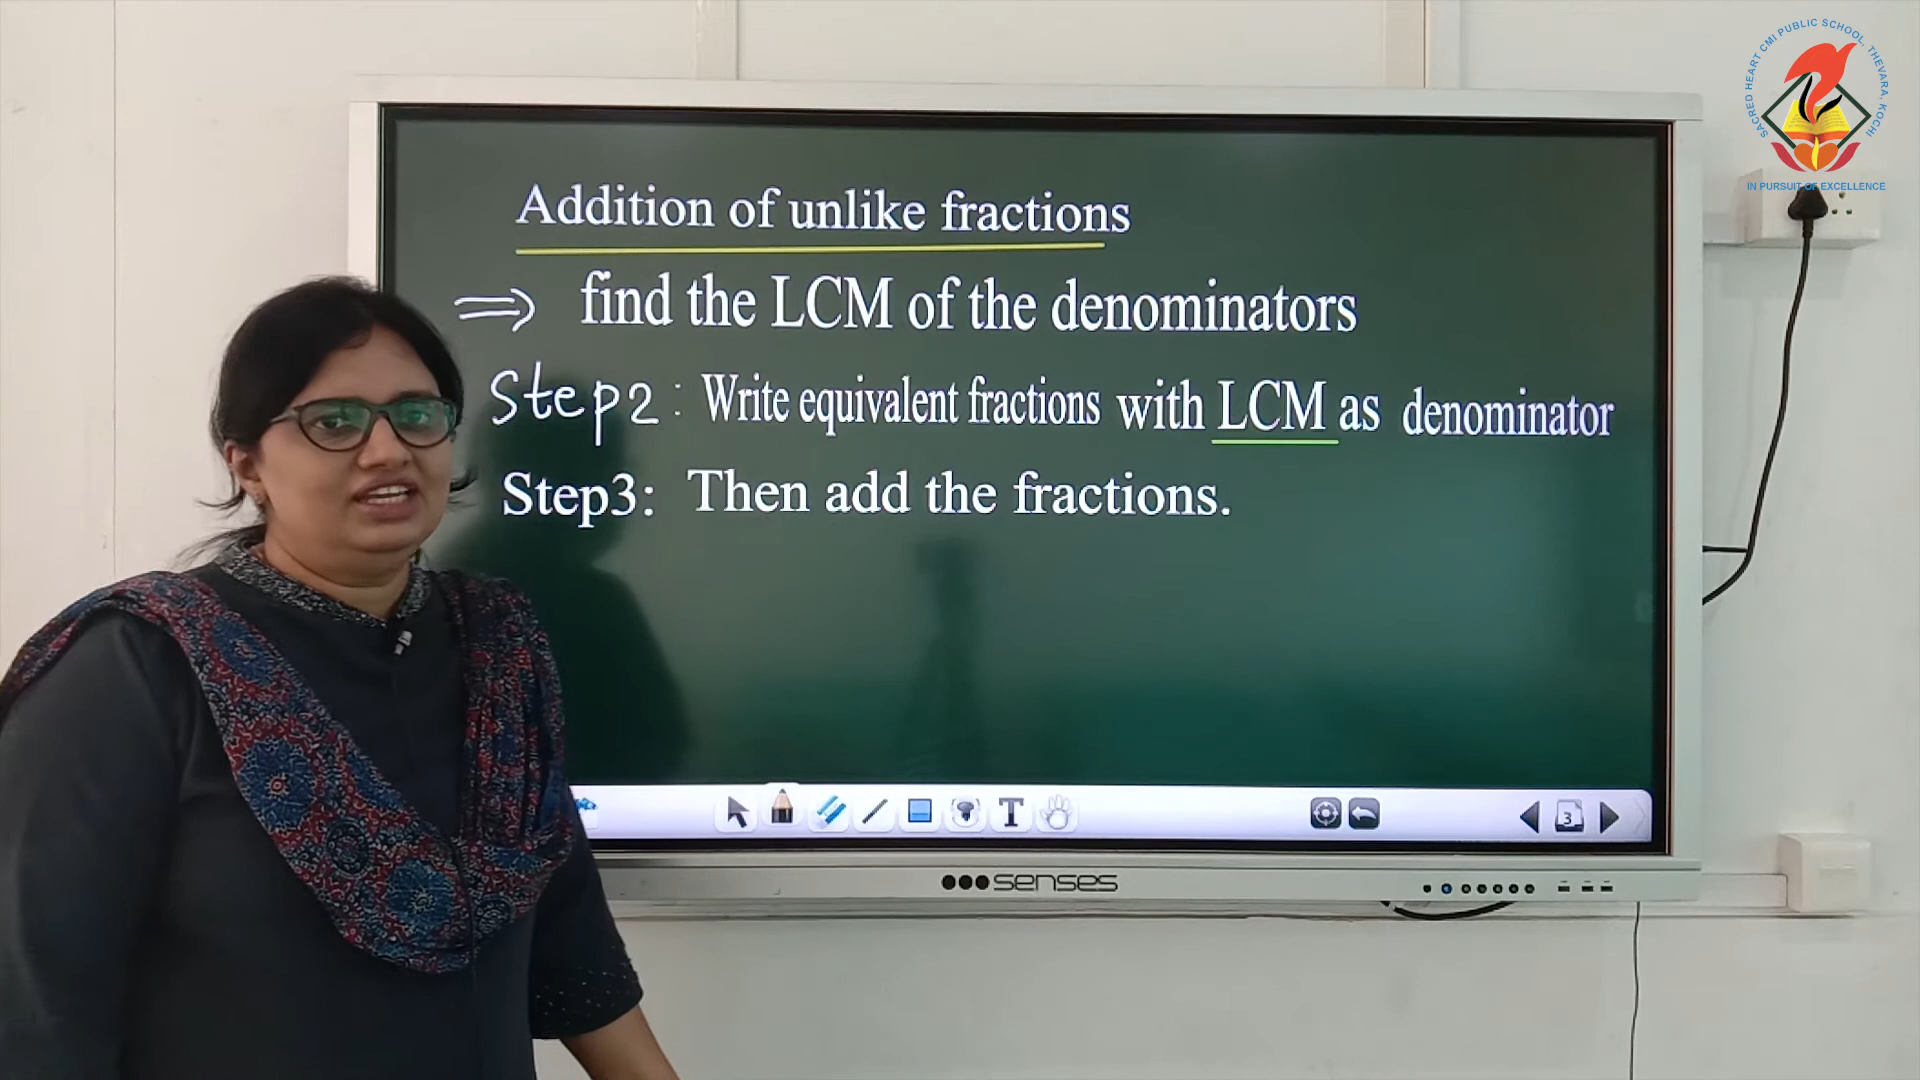 Addition of unlike fractions
⇒ find the LCM of the denominators
Step2: Write equivalent fractions with LCM as denominator
Step3: Then add the fractions.
T
3
senses
SACRED HEART CMI PUBLIC SCHOOL, THEVARA, KOCHI
IN PURSUIT OF EXCELLENCE